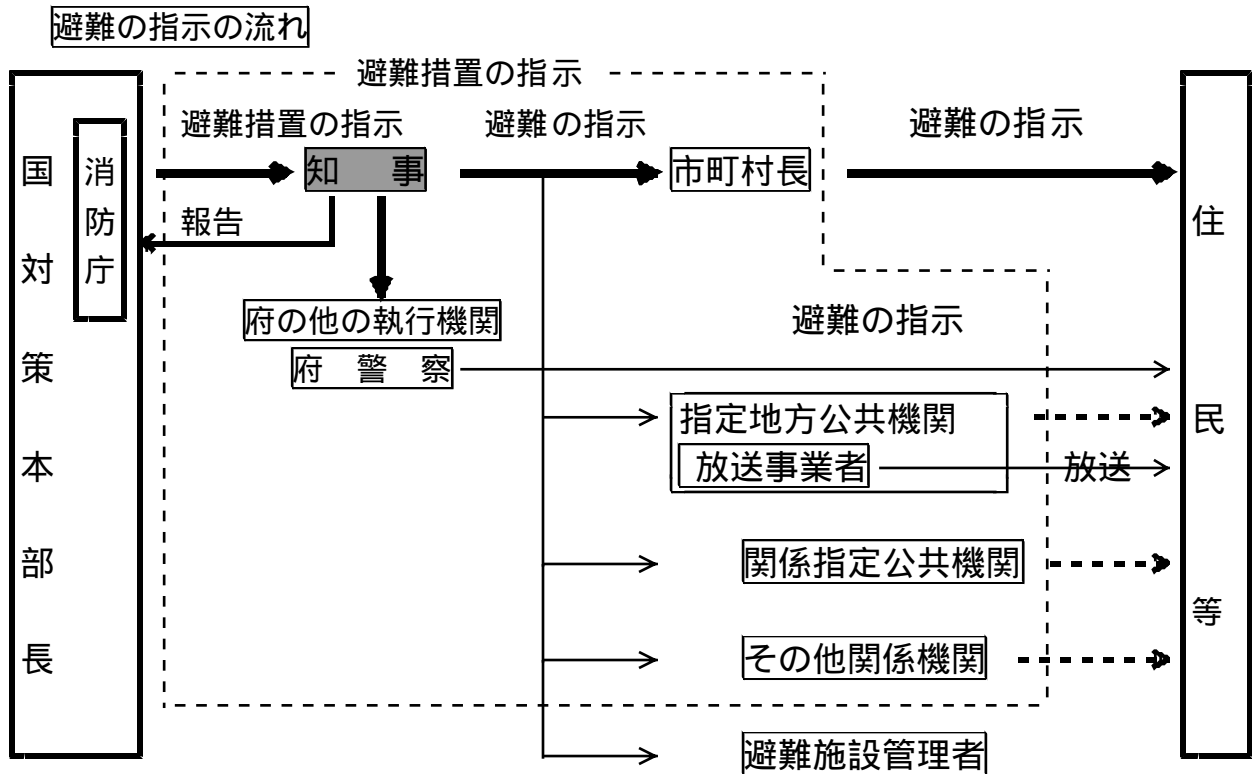 避難の指示の流れ
避難措置の指示
避難措置の指示
避難の指示
避難の指示
国対策本部長
消防庁
知　事
市町村長
住民等
報告
府の他の執行機関
避難の指示
府　警　察
指定地方公共機関
放送事業者
放送
関係指定公共機関
その他関係機関
避難施設管理者